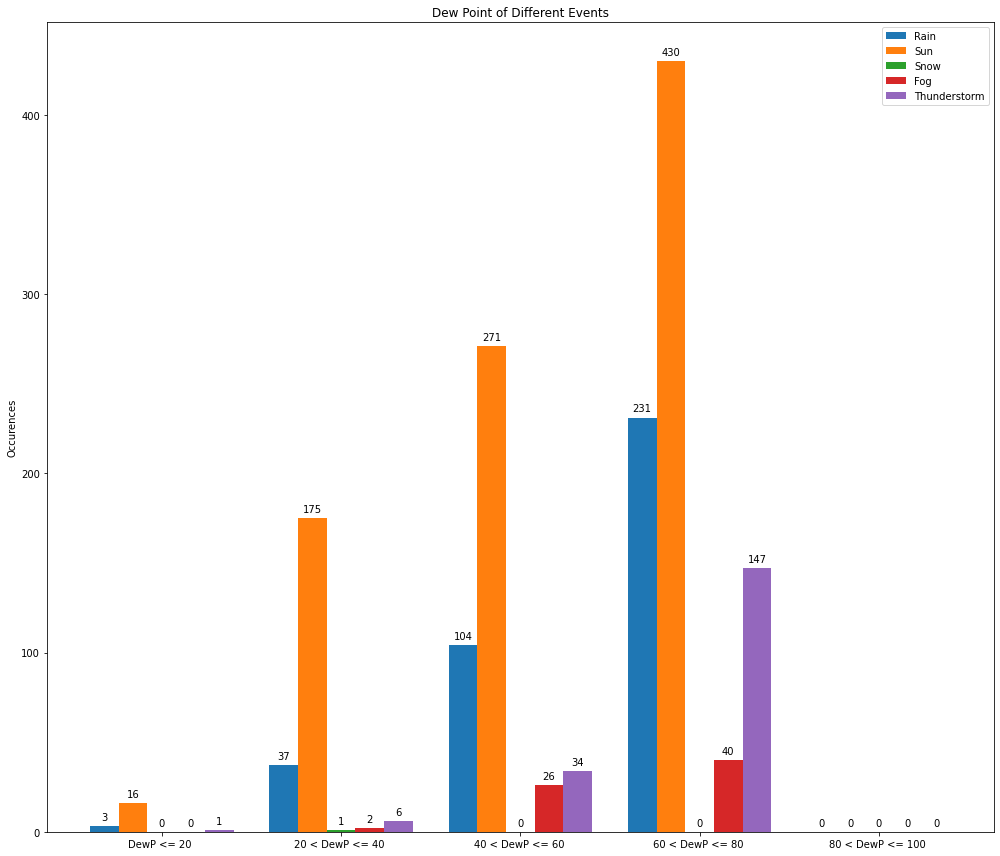 Dew Point of Different Events
Rain
Sun
Snow
Fog
Thunderstorm
Occurences
400
300
200
100
0
3
16
0
0
1
37
175
1
2
6
104
271
0
26
34
231
430
0
40
147
0
0
0
0
0
DewP <= 20
20 < DewP <= 40
40 < DewP <= 60
60 < DewP <= 80
80 < DewP <= 100